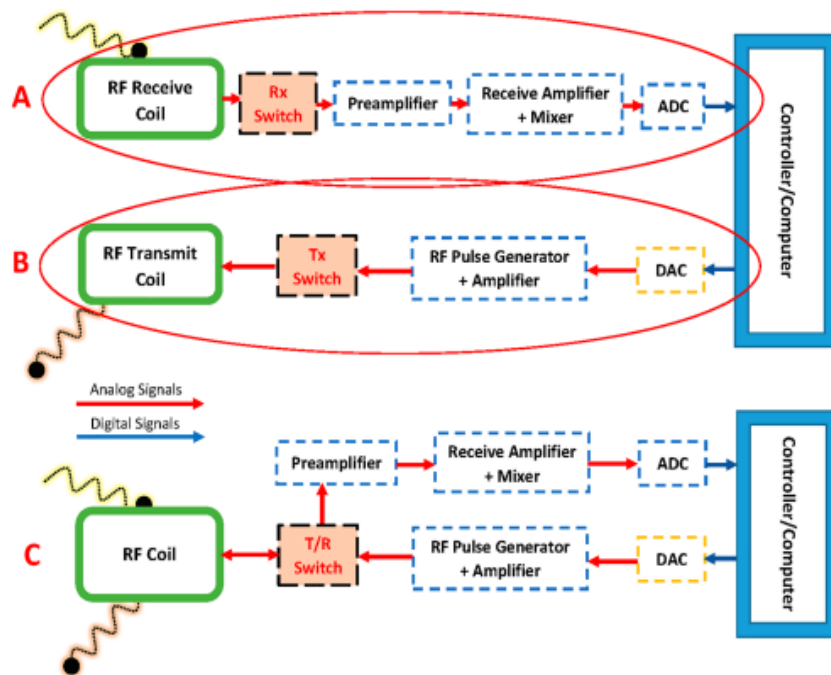 A
RF Receive
Coil
Rx
Switch
Preamplifier
Receive Amplifier
+ Mixer
ADC
Controller/Computer
B
RF Transmit
Coil
Tx
Switch
RF Pulse Generator
+ Amplifier
DAC
Analog Signals
Digital Signals
C
RF Coil
T/R
Switch
Preamplifier
Receive Amplifier
+ Mixer
ADC
RF Pulse Generator
+ Amplifier
DAC
Controller/Computer